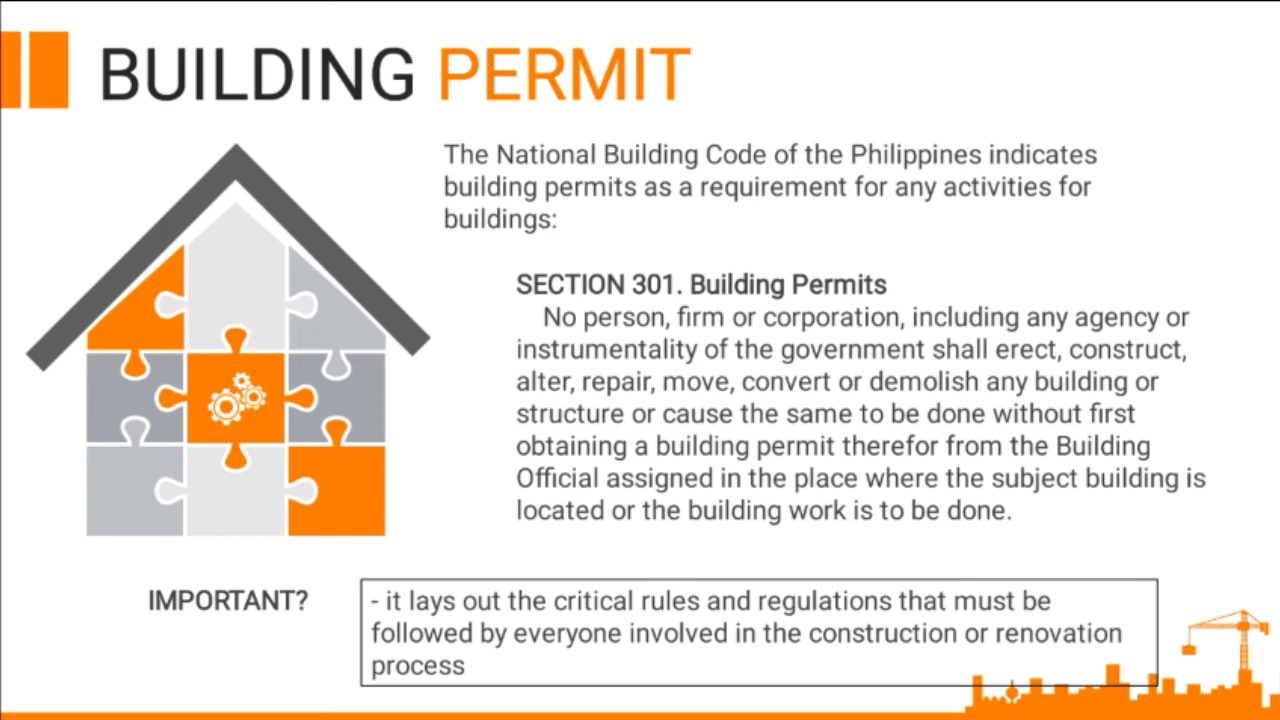 BUILDING PERMIT
The National Building Code of the Philippines indicates
building permits as a requirement for any activities for
buildings:
SECTION 301. Building Permits
No person, firm or corporation, including any agency or
instrumentality of the government shall erect, construct,
alter, repair, move, convert or demolish any building or
structure or cause the same to be done without first
obtaining a building permit therefor from the Building
Official assigned in the place where the subject building is
located or the building work is to be done.
IMPORTANT?
- it lays out the critical rules and regulations that must be
followed by everyone involved in the construction or renovation
process